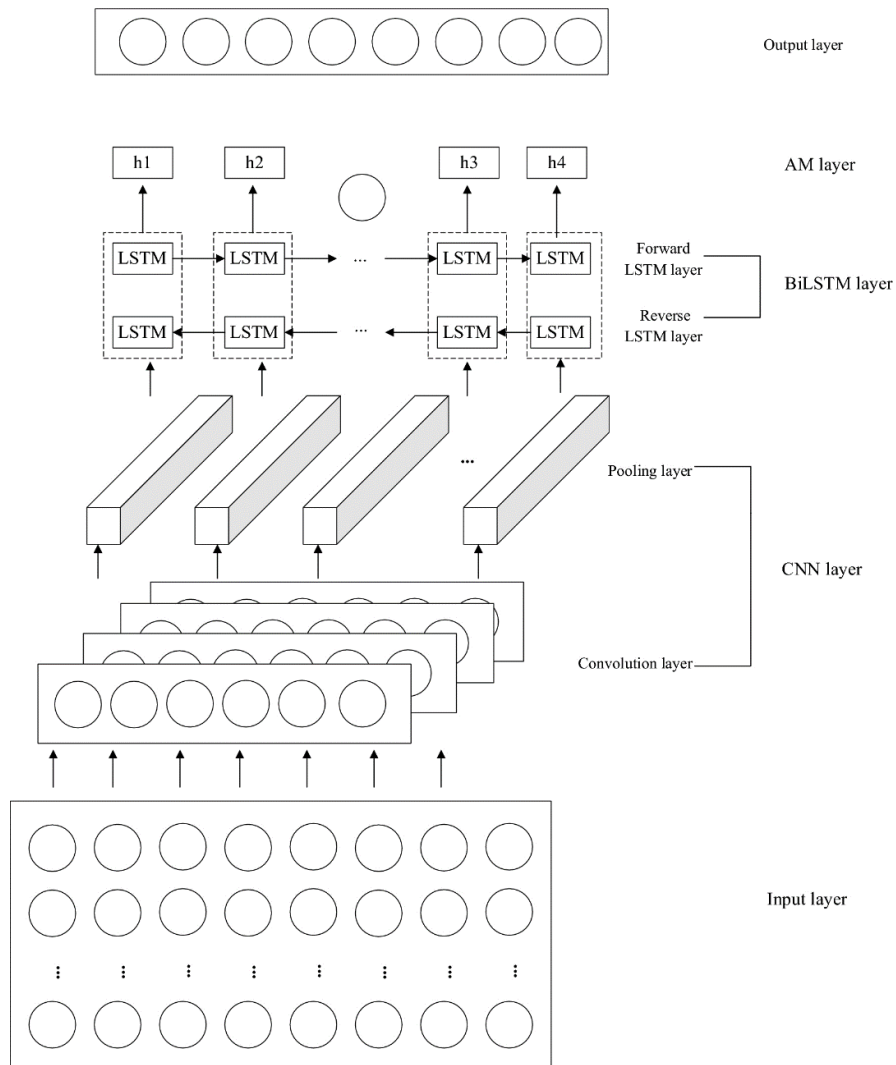 Output layer
h1 h2 h3 h4 AM layer
LSTM LSTM ... LSTM LSTM
Forward
LSTM layer
BiLSTM layer
LSTM LSTM ... LSTM LSTM
Reverse
LSTM layer
...
Pooling layer
CNN layer
Convolution layer
Input layer